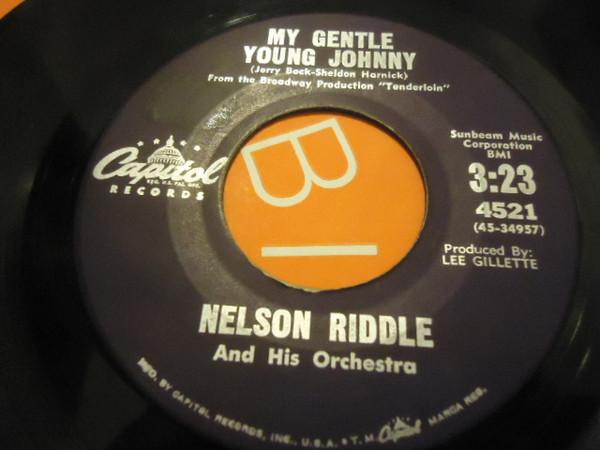 MY GENTLE
YOUNG JOHNNY
(Jerry Bock-Sheldon Harnick)
From the Broadway Production "Tenderloin"
Capitol
RECORDS
Sunbeam Music
Corporation
BMI
3:23
4521
(45-34957)
Produced By:
LEE GILLETTE
B
NELSON RIDDLE
And His Orchestra
MFD. BY CAPITOL RECORDS, INC., U.S.A. • T.M. Capitol MARCA REG.